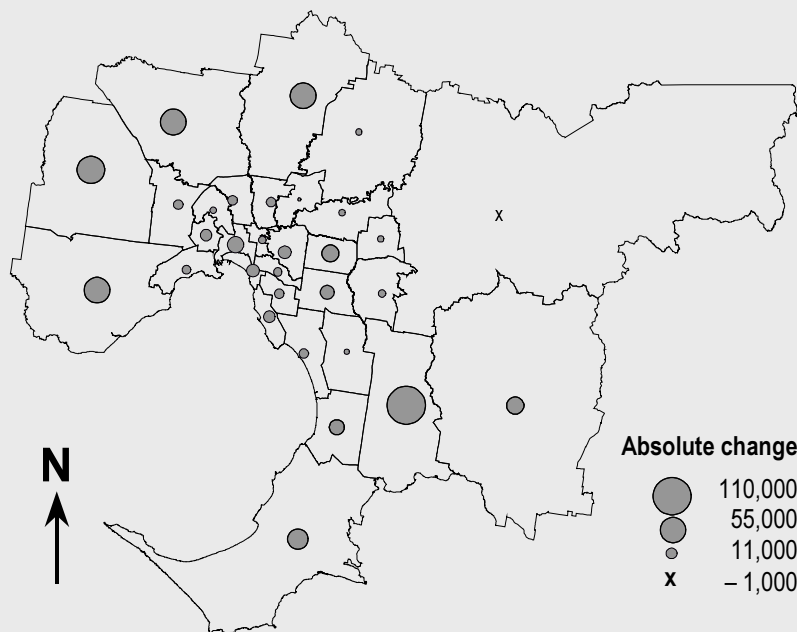 x
N
Absolute change
110,000
55,000
11,000
x – 1,000